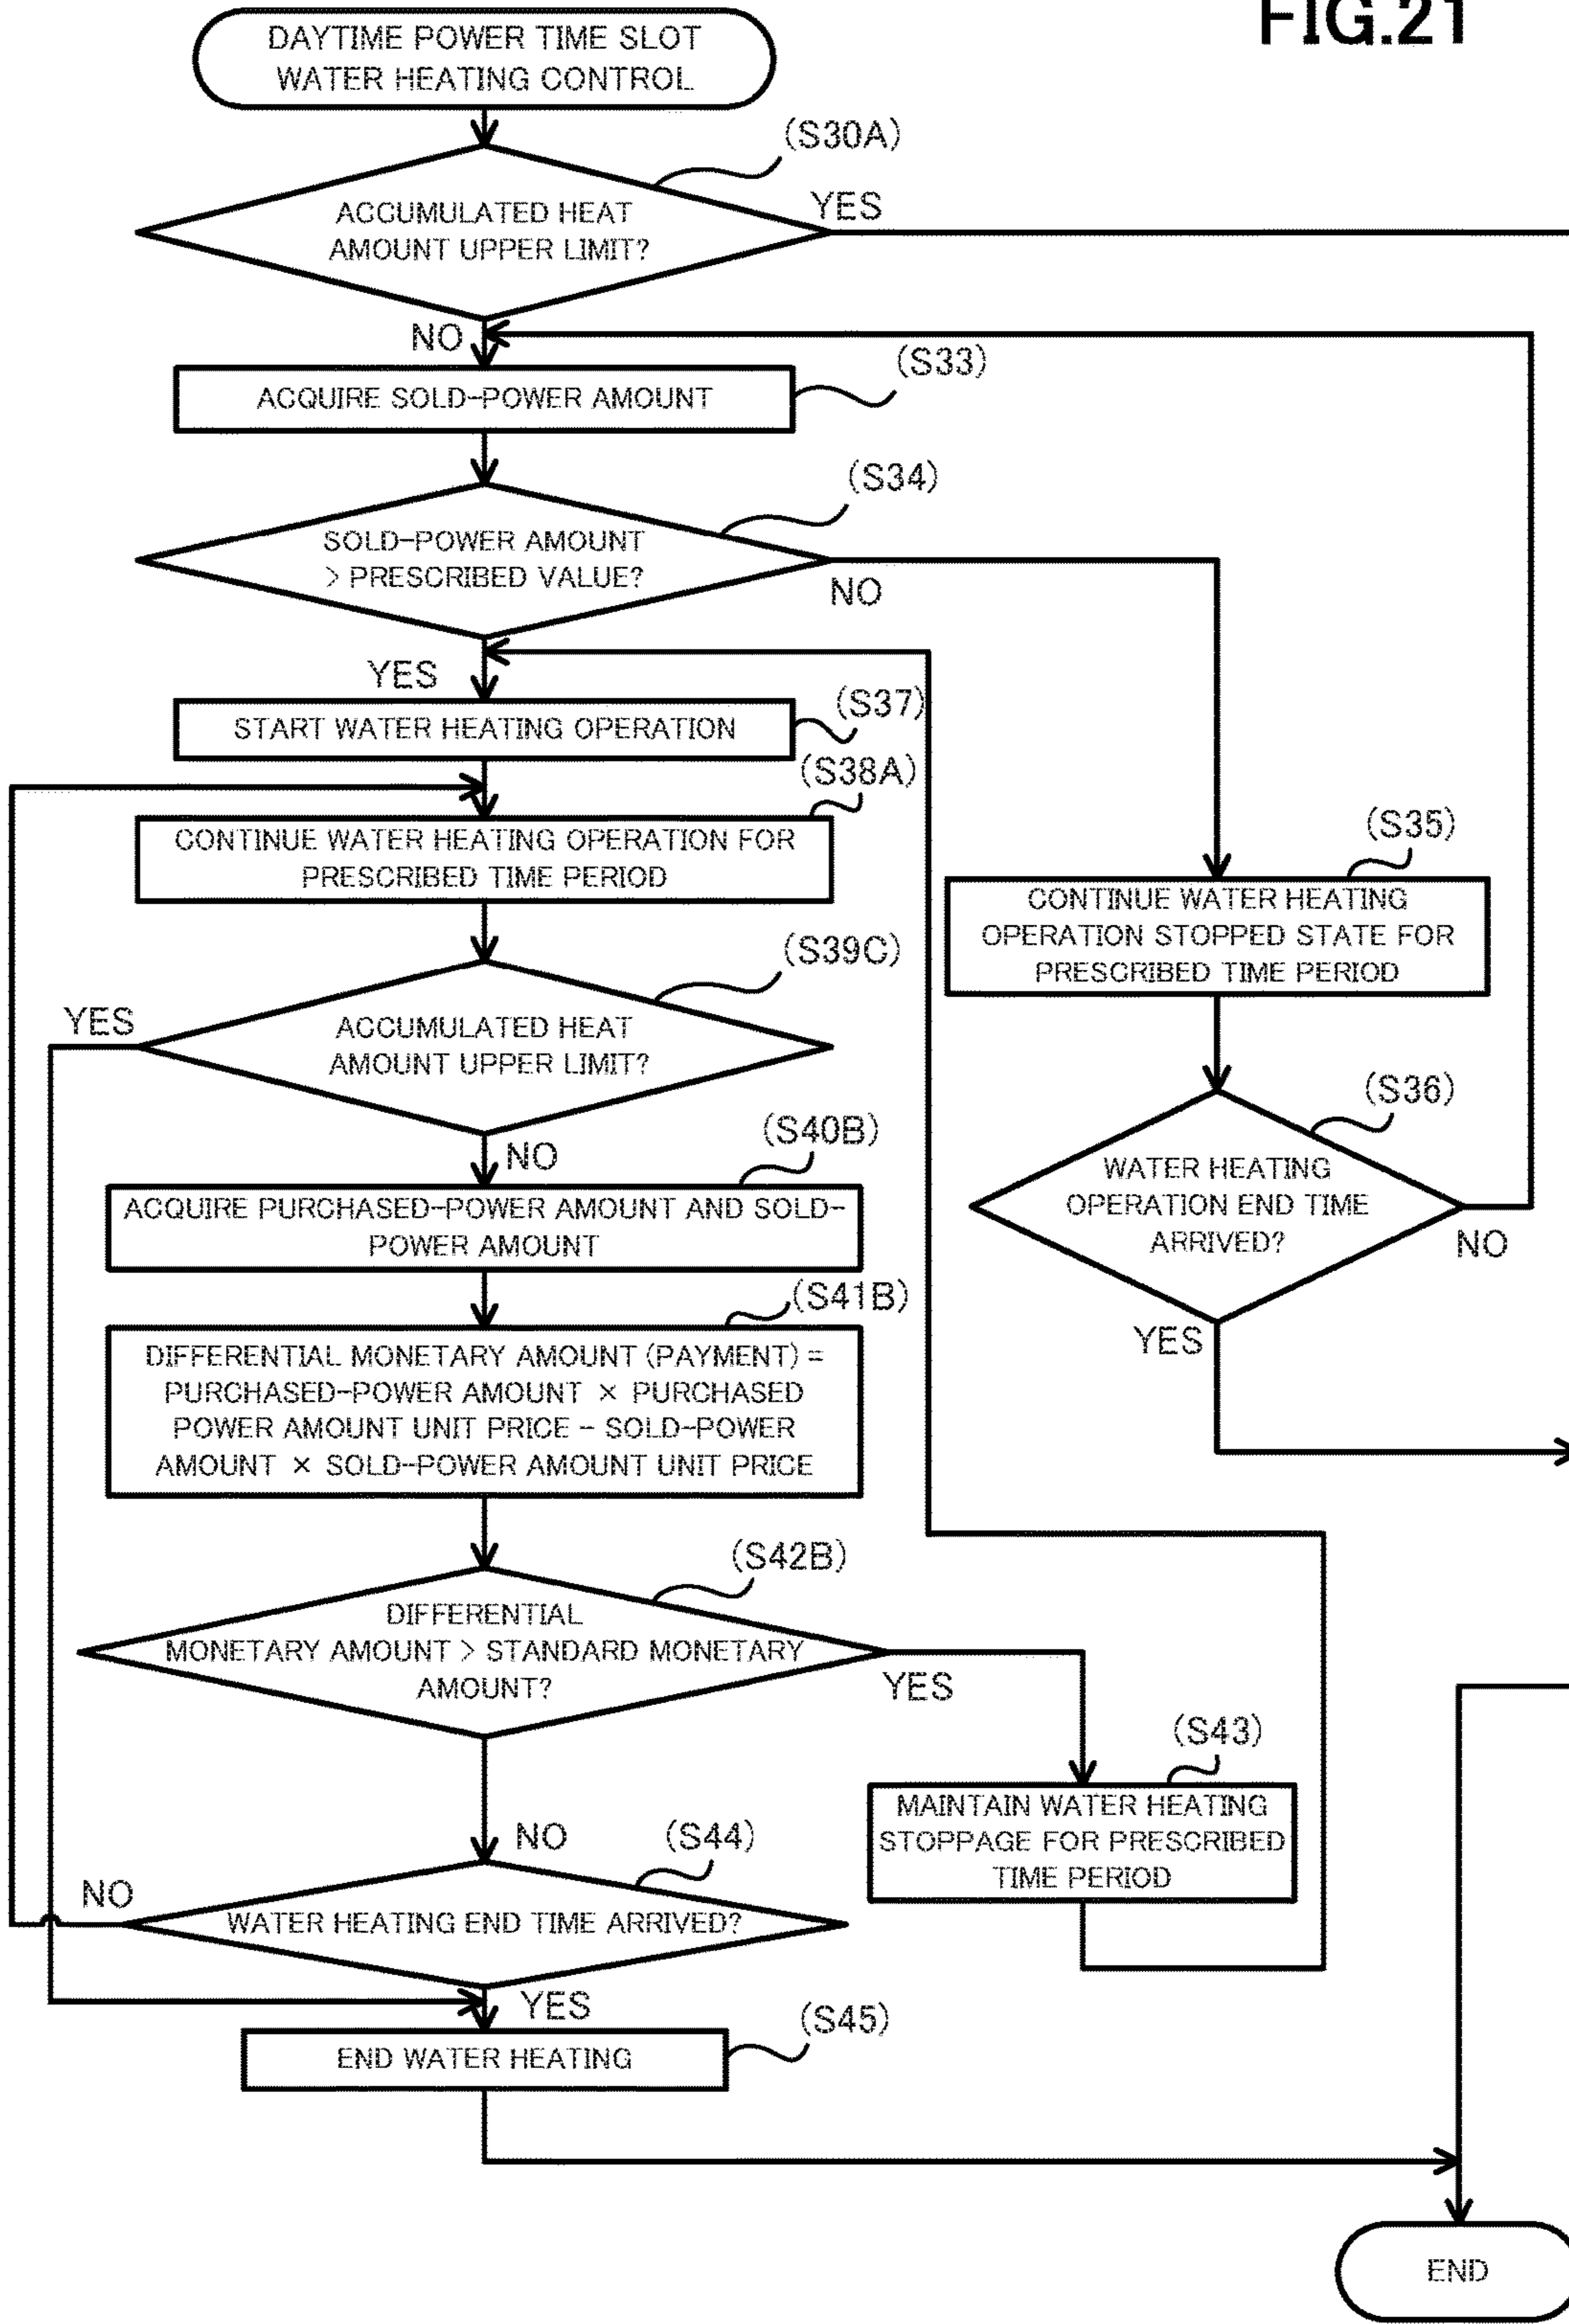 FIG.21
DAYTIME POWER TIME SLOT
WATER HEATING CONTROL
(S30A)
ACCUMULATED HEAT
AMOUNT UPPER LIMIT?
YES
NO
(S33)
ACQUIRE SOLD-POWER AMOUNT
(S34)
SOLD-POWER AMOUNT
> PRESCRIBED VALUE?
NO
YES
(S37)
START WATER HEATING OPERATION
(S38A)
CONTINUE WATER HEATING OPERATION FOR
PRESCRIBED TIME PERIOD
(S35)
CONTINUE WATER HEATING
OPERATION STOPPED STATE FOR
PRESCRIBED TIME PERIOD
(S39C)
YES
ACCUMULATED HEAT
AMOUNT UPPER LIMIT?
NO
(S36)
WATER HEATING
OPERATION END TIME
ARRIVED?
NO
YES
(S40B)
ACQUIRE PURCHASED-POWER AMOUNT AND SOLD-
POWER AMOUNT
(S41B)
DIFFERENTIAL MONETARY AMOUNT (PAYMENT) =
PURCHASED-POWER AMOUNT × PURCHASED
POWER AMOUNT UNIT PRICE - SOLD-POWER
AMOUNT × SOLD-POWER AMOUNT UNIT PRICE
(S42B)
DIFFERENTIAL
MONETARY AMOUNT > STANDARD MONETARY
AMOUNT?
YES
(S43)
MAINTAIN WATER HEATING
STOPPAGE FOR PRESCRIBED
TIME PERIOD
NO
(S44)
NO
WATER HEATING END TIME ARRIVED?
YES
(S45)
END WATER HEATING
END